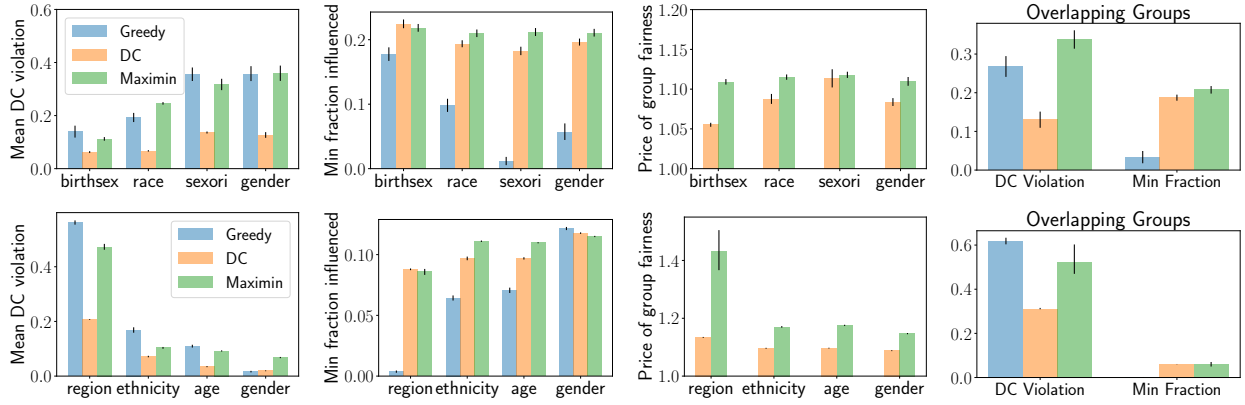 Mean DC violation
0.6
0.4
0.2
0.0
Greedy
DC
Maximin
birthsex race sexori gender
Min fraction influenced
0.2
0.1
0.0
birthsex race sexori gender
Price of group fairness
1.20
1.15
1.10
1.05
1.00
birthsex race sexori gender
Overlapping Groups
0.3
0.2
0.1
0.0
DC Violation Min Fraction
Mean DC violation
0.4
0.2
0.0
Greedy
DC
Maximin
region ethnicity age gender
Min fraction influenced
0.10
0.05
0.00
region ethnicity age gender
Price of group fairness
1.4
1.2
1.0
region ethnicity age gender
Overlapping Groups
0.6
0.4
0.2
0.0
DC Violation Min Fraction